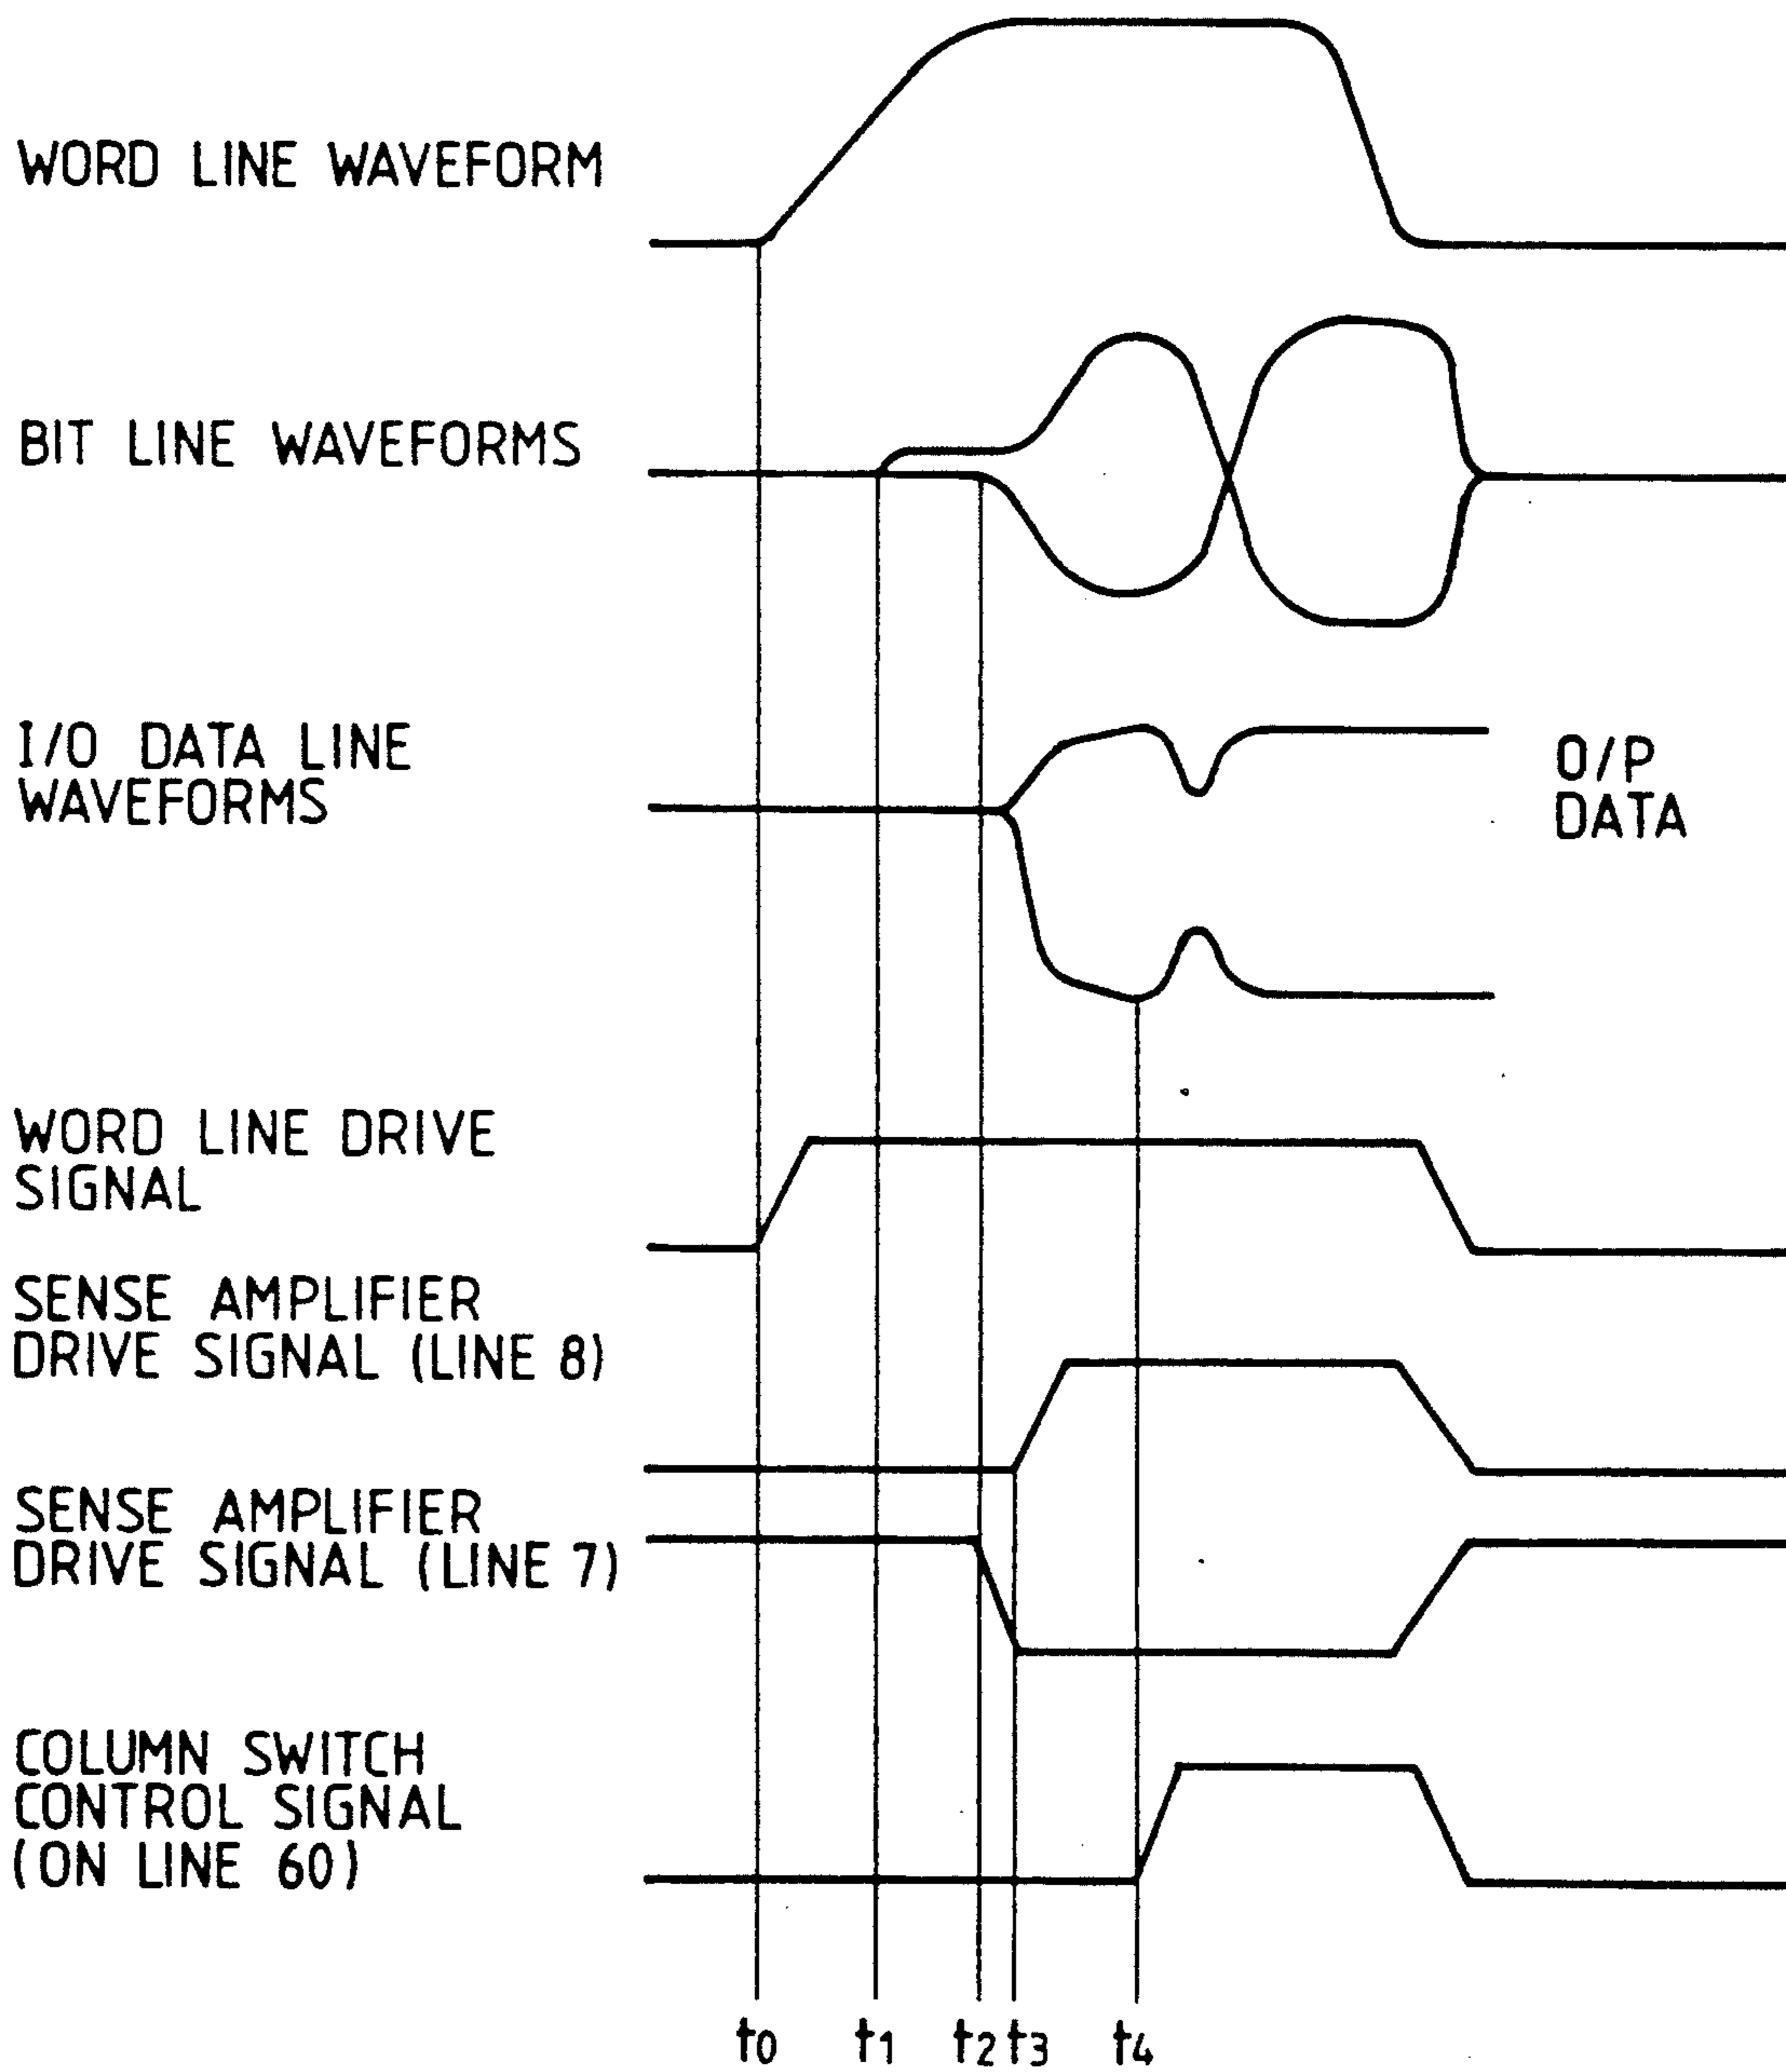 WORD LINE WAVEFORM
BIT LINE WAVEFORMS
I/O DATA LINE
WAVEFORMS
O/P
DATA
WORD LINE DRIVE
SIGNAL
SENSE AMPLIFIER
DRIVE SIGNAL (LINE 8)
SENSE AMPLIFIER
DRIVE SIGNAL (LINE 7)
COLUMN SWITCH
CONTROL SIGNAL
(ON LINE 60)
t0 t1 t2 t3 t4